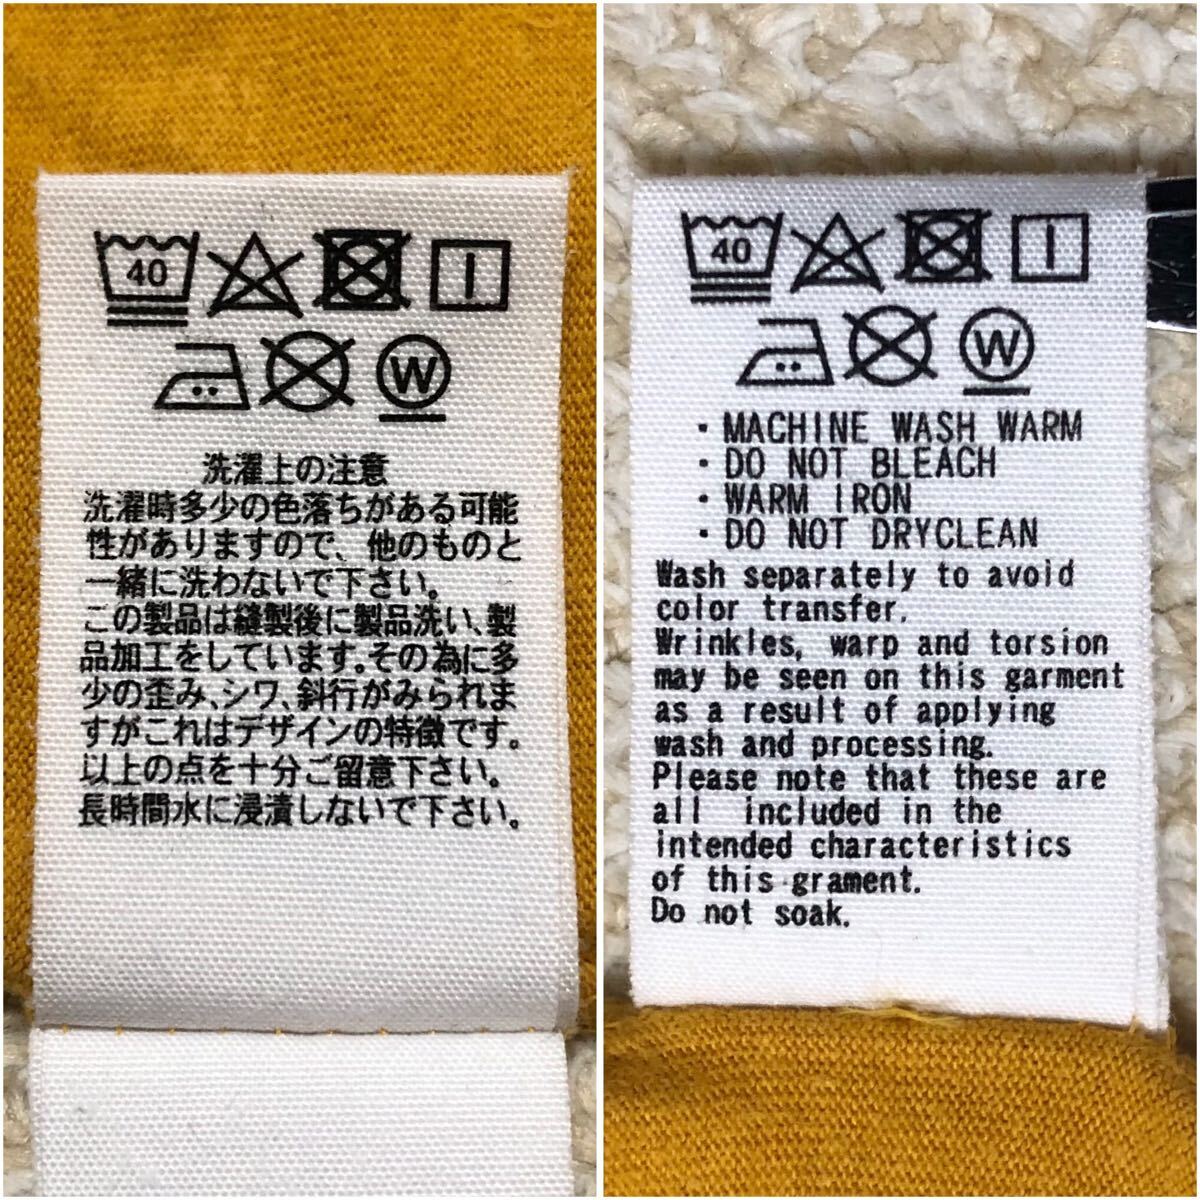 40
W
洗濯上の注意
洗濯時多少の色落ちがある可能
性がありますので、他のものと
一緒に洗わないで下さい。
この製品は縫製後に製品洗い、製
品加工をしています。その為に多
少の歪み、シワ、斜行がみられま
すがこれはデザインの特徴です。
以上の点を十分ご留意下さい。
長時間水に浸漬しないで下さい。
40
W
・MACHINE WASH WARM
・DO NOT BLEACH
・WARM IRON
・DO NOT DRYCLEAN
Wash separately to avoid
color transfer.
Wrinkles, warp and torsion
may be seen on this garment
as a result of applying
wash and processing.
Please note that these are
all included in the
intended characteristics
of this grament.
Do not soak.